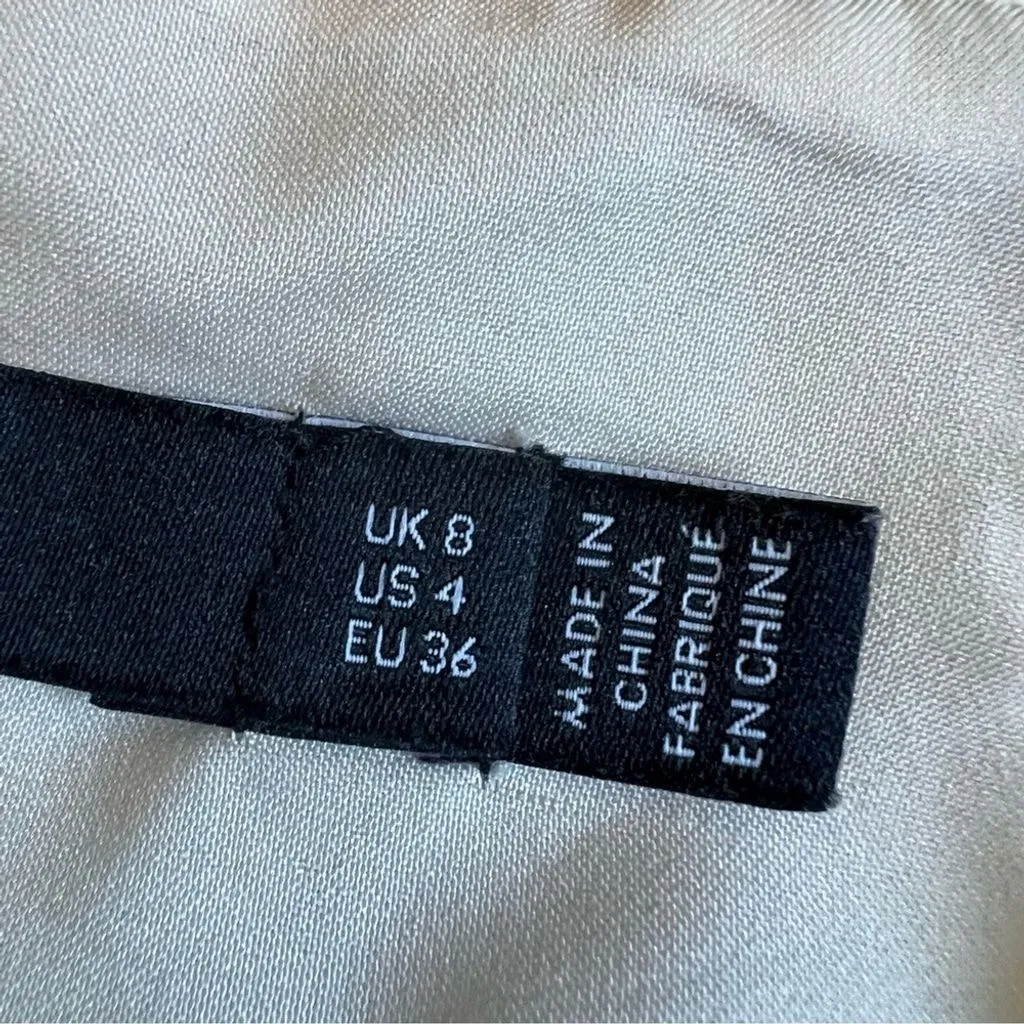 UK 8
US 4
EU 36
MADE IN
CHINA
FABRIQUÉ
EN CHINE